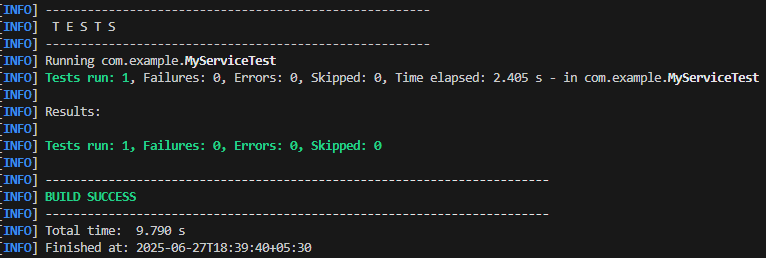 [INFO] -------------------------------------------------------
[INFO]  T E S T S
[INFO] -------------------------------------------------------
[INFO] Running com.example.MyServiceTest
[INFO] Tests run: 1, Failures: 0, Errors: 0, Skipped: 0, Time elapsed: 2.405 s - in com.example.MyServiceTest
[INFO]
[INFO] Results:
[INFO]
[INFO] Tests run: 1, Failures: 0, Errors: 0, Skipped: 0
[INFO]
[INFO] ------------------------------------------------------------------------
[INFO] BUILD SUCCESS
[INFO] ------------------------------------------------------------------------
[INFO] Total time:  9.790 s
[INFO] Finished at: 2025-06-27T18:39:40+05:30